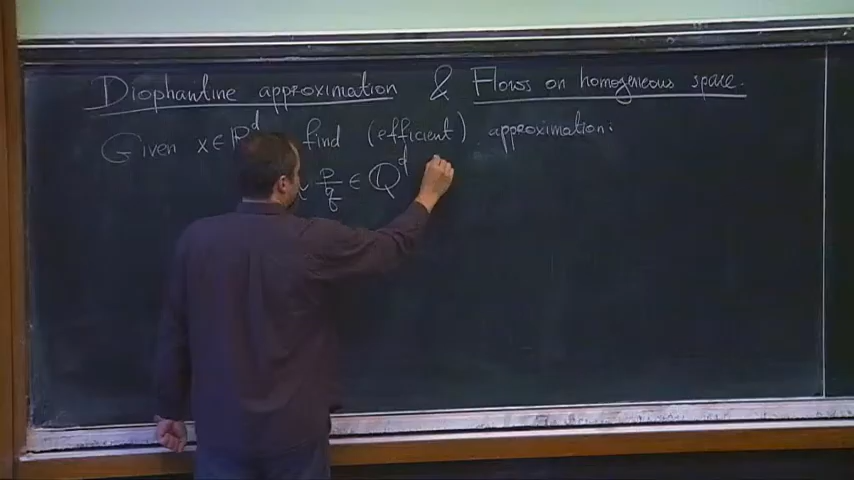 Diophantine approximation & Flows on homogeneous space.
Given x ∈ R^d find (efficient) approximation:
p/q ∈ Q^d